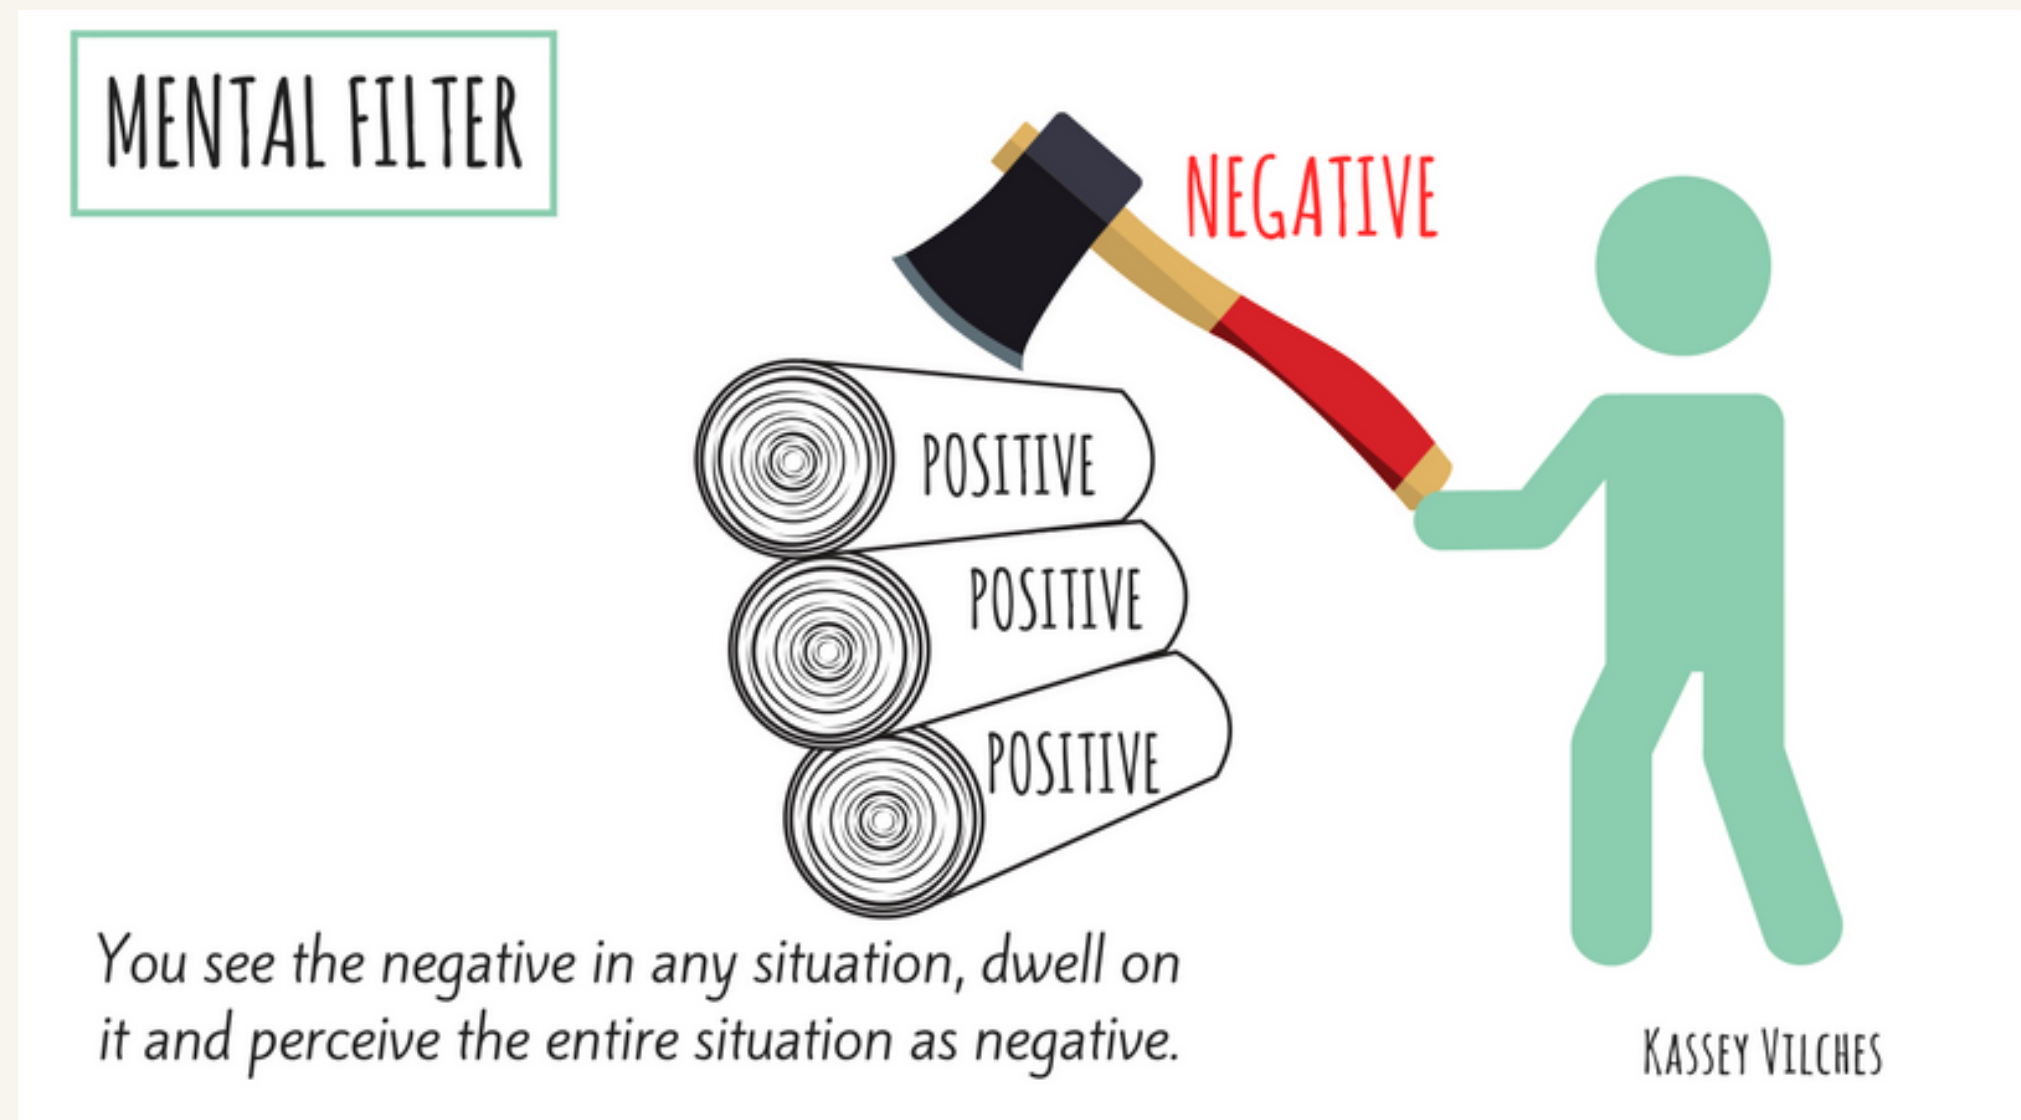 MENTAL FILTER
NEGATIVE
POSITIVE
POSITIVE
POSITIVE
You see the negative in any situation, dwell on
it and perceive the entire situation as negative.
KASSEY VILCHES